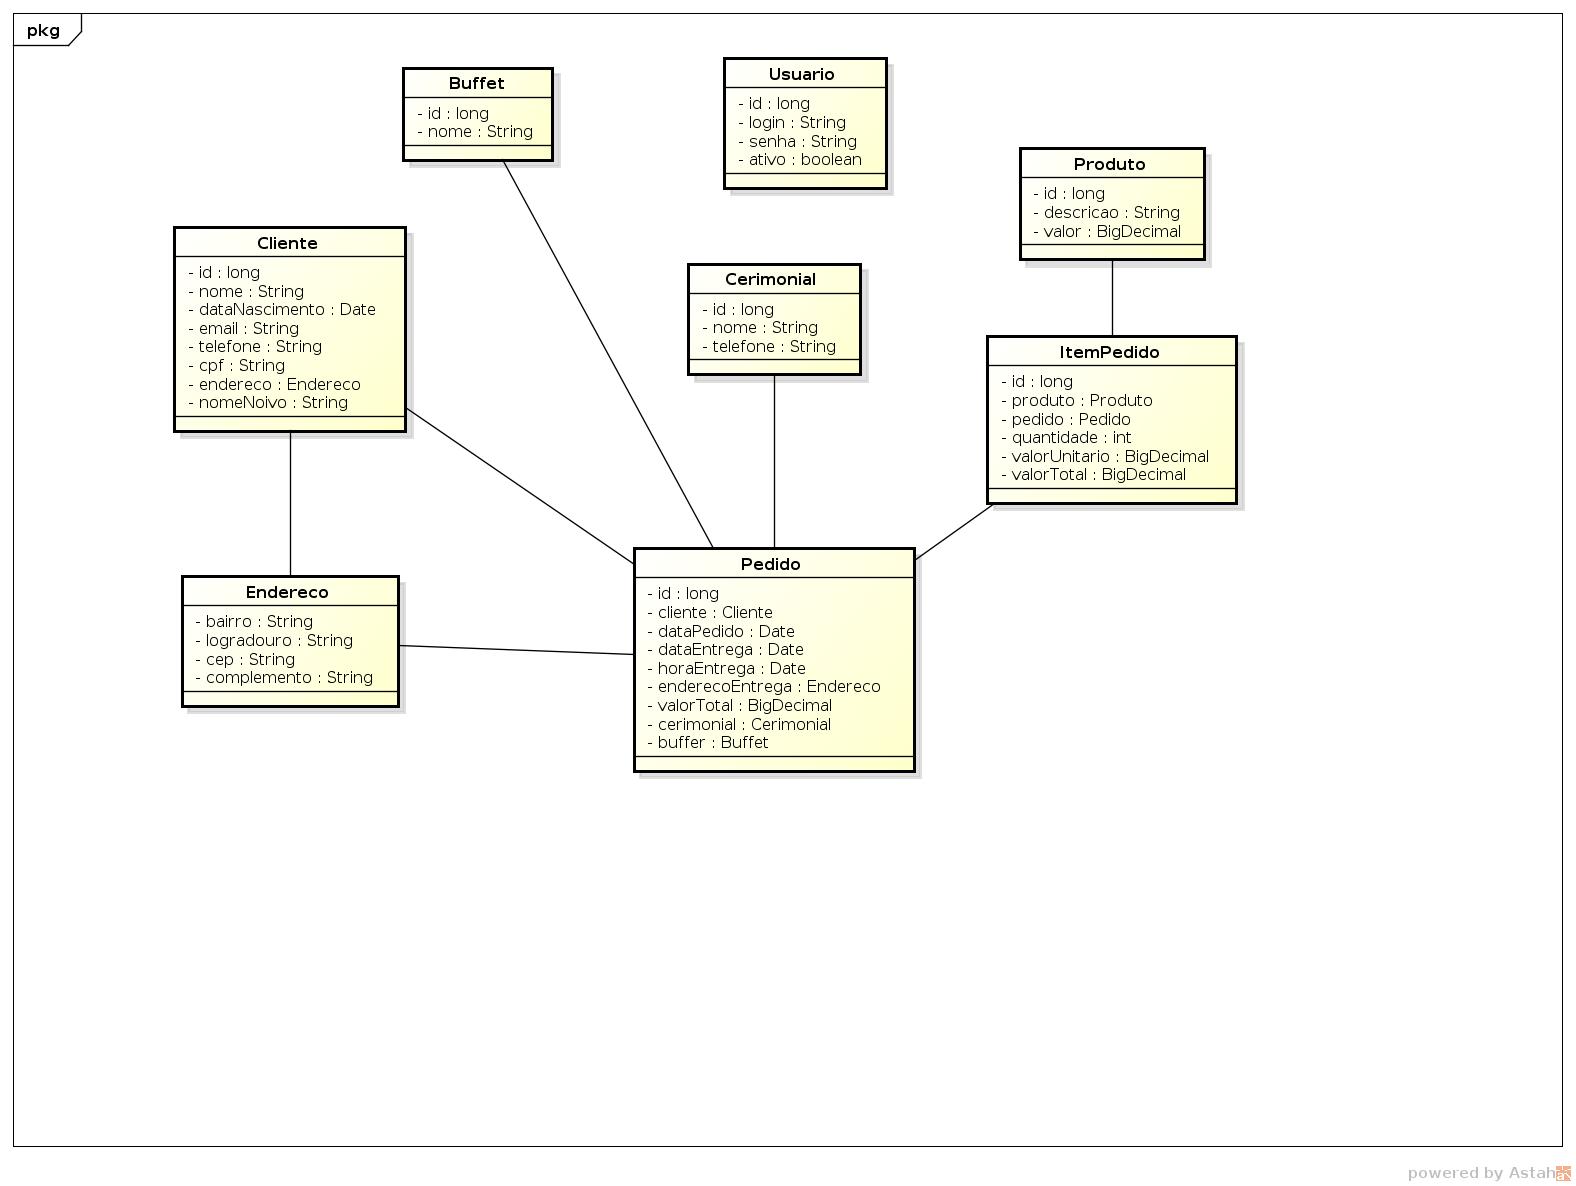 pkg
Buffet
- id : long
- nome : String
Usuario
- id : long
- login : String
- senha : String
- ativo : boolean
Produto
- id : long
- descricao : String
- valor : BigDecimal
Cliente
- id : long
- nome : String
- dataNascimento : Date
- email : String
- telefone : String
- cpf : String
- endereco : Endereco
- nomeNoivo : String
Cerimonial
- id : long
- nome : String
- telefone : String
ItemPedido
- id : long
- produto : Produto
- pedido : Pedido
- quantidade : int
- valorUnitario : BigDecimal
- valorTotal : BigDecimal
Endereco
- bairro : String
- logradouro : String
- cep : String
- complemento : String
Pedido
- id : long
- cliente : Cliente
- dataPedido : Date
- dataEntrega : Date
- horaEntrega : Date
- enderecoEntrega : Endereco
- valorTotal : BigDecimal
- cerimonial : Cerimonial
- buffer : Buffet
powered by Astah